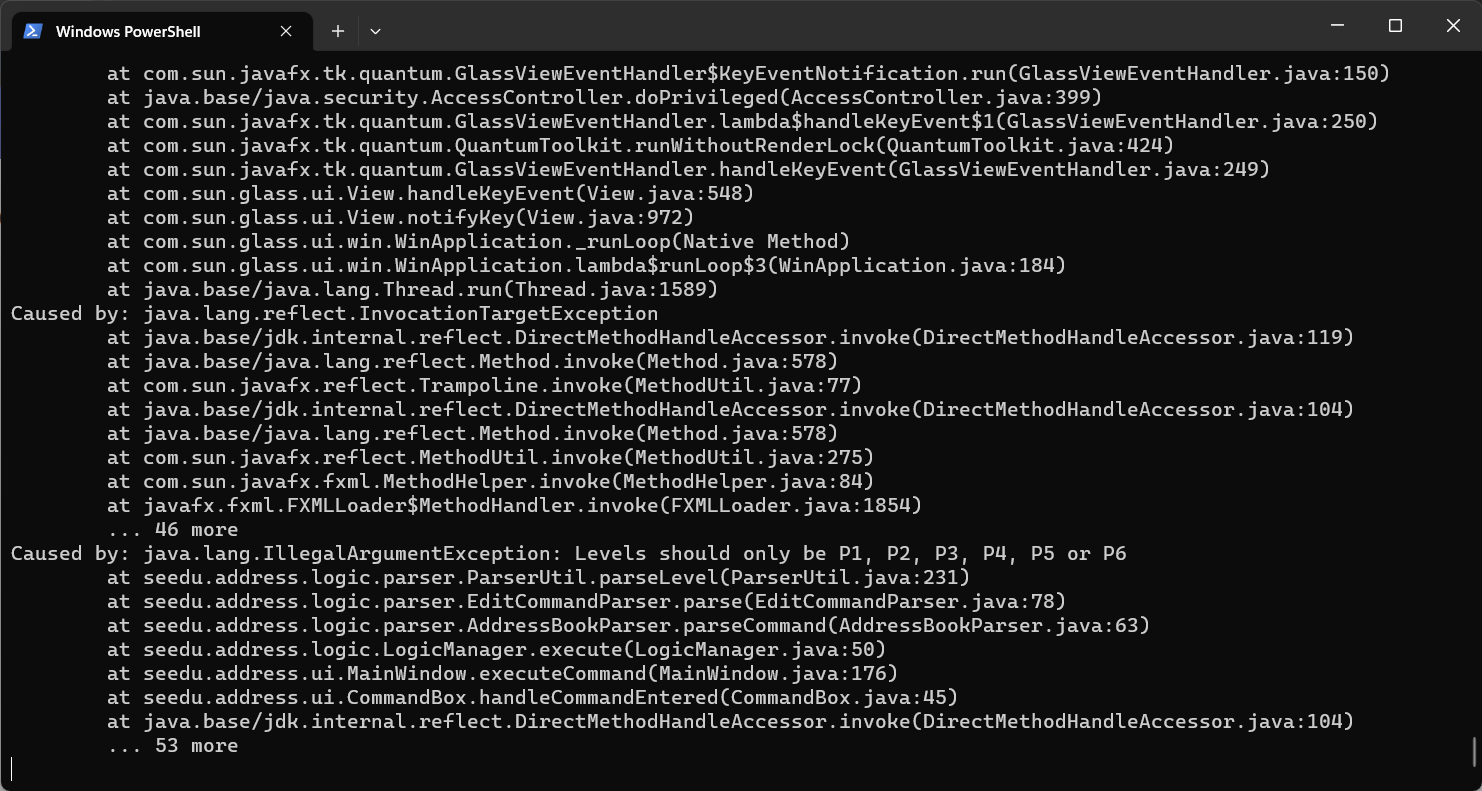 Windows PowerShell
at com.sun.javafx.tk.quantum.GlassViewEventHandler$KeyEventNotification.run(GlassViewEventHandler.java:150)
at java.base/java.security.AccessController.doPrivileged(AccessController.java:399)
at com.sun.javafx.tk.quantum.GlassViewEventHandler.lambda$handleKeyEvent$1(GlassViewEventHandler.java:250)
at com.sun.javafx.tk.quantum.QuantumToolkit.runWithoutRenderLock(QuantumToolkit.java:424)
at com.sun.javafx.tk.quantum.GlassViewEventHandler.handleKeyEvent(GlassViewEventHandler.java:249)
at com.sun.glass.ui.View.handleKeyEvent(View.java:548)
at com.sun.glass.ui.View.notifyKey(View.java:972)
at com.sun.glass.ui.win.WinApplication._runLoop(Native Method)
at com.sun.glass.ui.win.WinApplication.lambda$runLoop$3(WinApplication.java:184)
at java.base/java.lang.Thread.run(Thread.java:1589)
Caused by: java.lang.reflect.InvocationTargetException
at java.base/jdk.internal.reflect.DirectMethodHandleAccessor.invoke(DirectMethodHandleAccessor.java:119)
at java.base/java.lang.reflect.Method.invoke(Method.java:578)
at com.sun.javafx.reflect.Trampoline.invoke(MethodUtil.java:77)
at java.base/jdk.internal.reflect.DirectMethodHandleAccessor.invoke(DirectMethodHandleAccessor.java:104)
at java.base/java.lang.reflect.Method.invoke(Method.java:578)
at com.sun.javafx.reflect.MethodUtil.invoke(MethodUtil.java:275)
at com.sun.javafx.fxml.MethodHelper.invoke(MethodHelper.java:84)
at javafx.fxml.FXMLLoader$MethodHandler.invoke(FXMLLoader.java:1854)
... 46 more
Caused by: java.lang.IllegalArgumentException: Levels should only be P1, P2, P3, P4, P5 or P6
at seedu.address.logic.parser.ParserUtil.parseLevel(ParserUtil.java:231)
at seedu.address.logic.parser.EditCommandParser.parse(EditCommandParser.java:78)
at seedu.address.logic.parser.AddressBookParser.parseCommand(AddressBookParser.java:63)
at seedu.address.logic.LogicManager.execute(LogicManager.java:50)
at seedu.address.ui.MainWindow.executeCommand(MainWindow.java:176)
at seedu.address.ui.CommandBox.handleCommandEntered(CommandBox.java:45)
at java.base/jdk.internal.reflect.DirectMethodHandleAccessor.invoke(DirectMethodHandleAccessor.java:104)
... 53 more